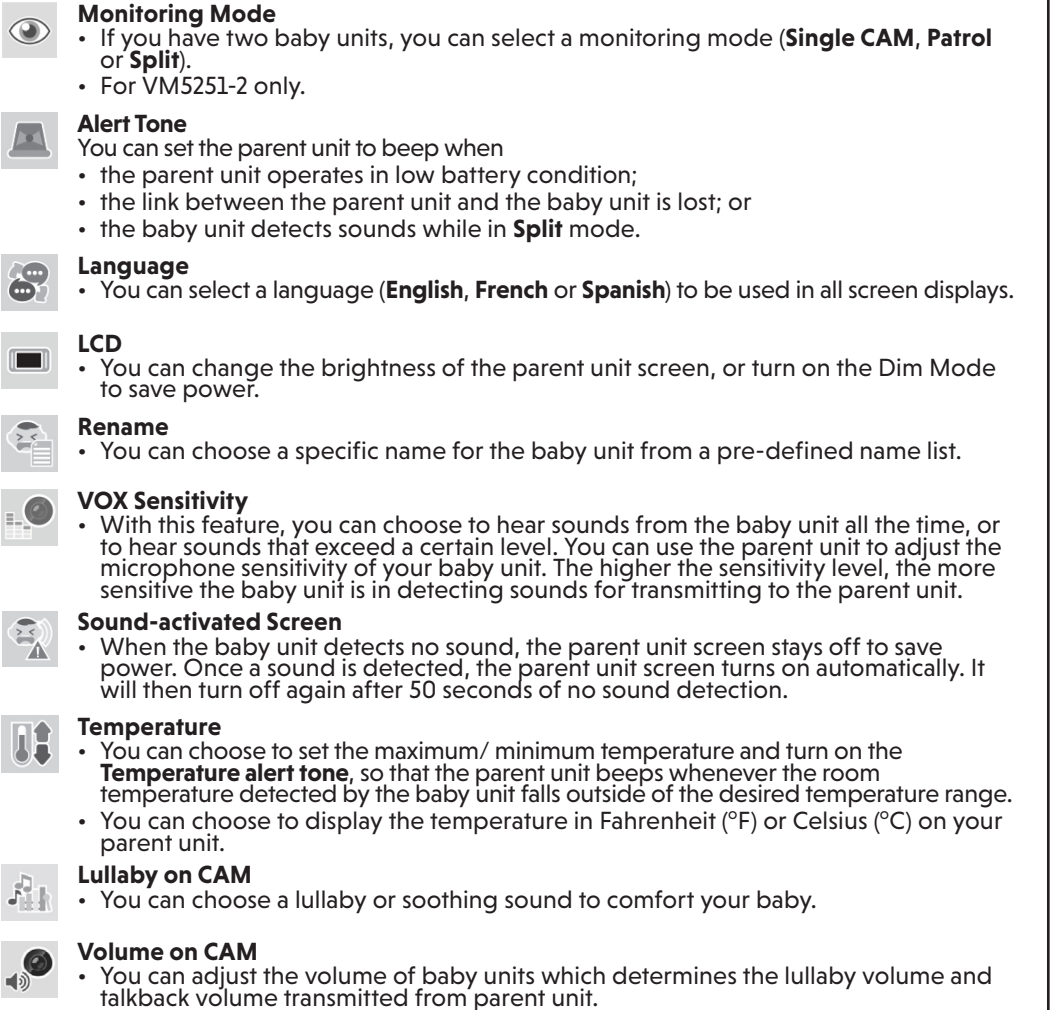 Monitoring Mode
• If you have two baby units, you can select a monitoring mode (Single CAM, Patrol
or Split).
• For VM5251-2 only.
Alert Tone
You can set the parent unit to beep when
• the parent unit operates in low battery condition;
• the link between the parent unit and the baby unit is lost; or
• the baby unit detects sounds while in Split mode.
Language
• You can select a language (English, French or Spanish) to be used in all screen displays.
LCD
• You can change the brightness of the parent unit screen, or turn on the Dim Mode
to save power.
Rename
• You can choose a specific name for the baby unit from a pre-defined name list.
VOX Sensitivity
• With this feature, you can choose to hear sounds from the baby unit all the time, or
to hear sounds that exceed a certain level. You can use the parent unit to adjust the
microphone sensitivity of your baby unit. The higher the sensitivity level, the more
sensitive the baby unit is in detecting sounds for transmitting to the parent unit.
Sound-activated Screen
• When the baby unit detects no sound, the parent unit screen stays off to save
power. Once a sound is detected, the parent unit screen turns on automatically. It
will then turn off again after 50 seconds of no sound detection.
Temperature
• You can choose to set the maximum/ minimum temperature and turn on the
Temperature alert tone, so that the parent unit beeps whenever the room
temperature detected by the baby unit falls outside of the desired temperature range.
• You can choose to display the temperature in Fahrenheit (ºF) or Celsius (ºC) on your
parent unit.
Lullaby on CAM
• You can choose a lullaby or soothing sound to comfort your baby.
Volume on CAM
• You can adjust the volume of baby units which determines the lullaby volume and
talkback volume transmitted from parent unit.